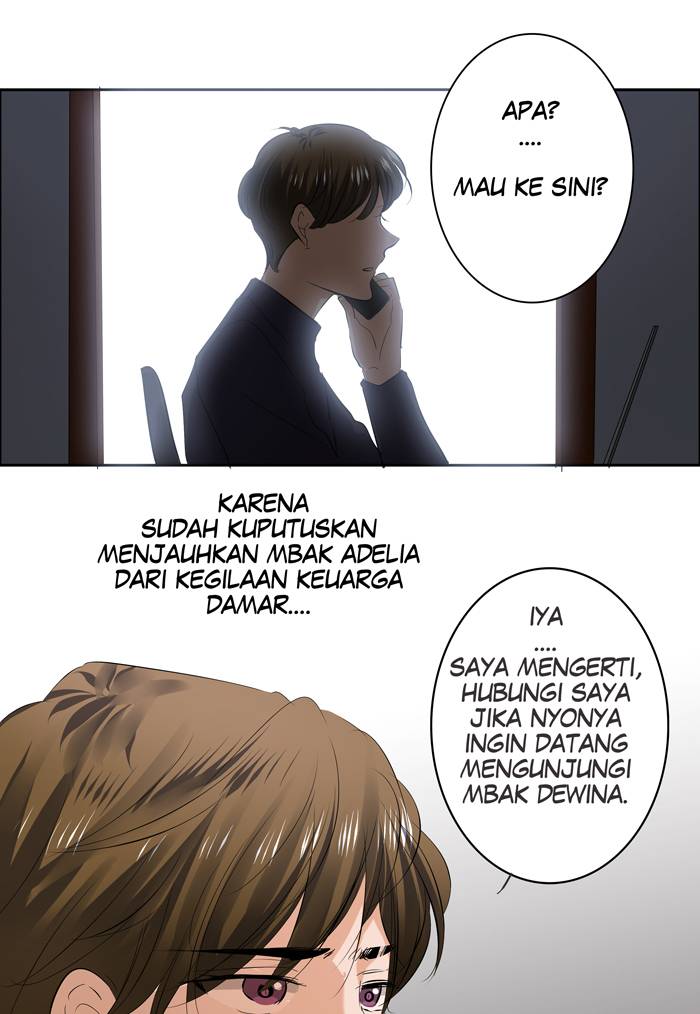 APA?
....
MAU KE SINI?
KARENA
SUDAH KUPUTUSKAN
MENJAUHKAN MBAK ADELIA
DARI KEGILAAN KELUARGA
DAMAR....
IYA
....
SAYA MENGERTI,
HUBUNGI SAYA
JIKA NYONYA
INGIN DATANG
MENGUNJUNGI
MBAK DEWINA.